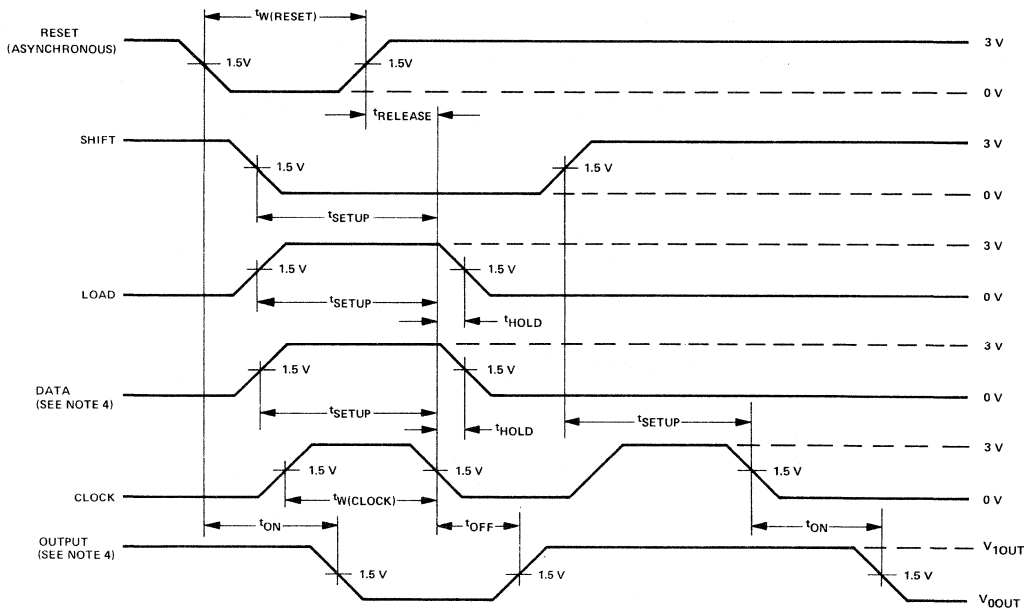 tW(RESET)
RESET
(ASYNCHRONOUS)
3 V
1.5V
1.5V
0 V
tRELEASE
SHIFT
3 V
1.5 V
1.5 V
0 V
tSETUP
3 V
1.5 V
1.5 V
LOAD
0 V
tSETUP
tHOLD
3 V
1.5 V
1.5 V
DATA
(SEE NOTE 4)
0 V
tSETUP
tSETUP
tHOLD
3 V
1.5 V
1.5 V
1.5 V
CLOCK
0 V
tW(CLOCK)
tON
tOFF
tON
OUTPUT
(SEE NOTE 4)
V1OUT
1.5 V
1.5 V
1.5 V
V0OUT